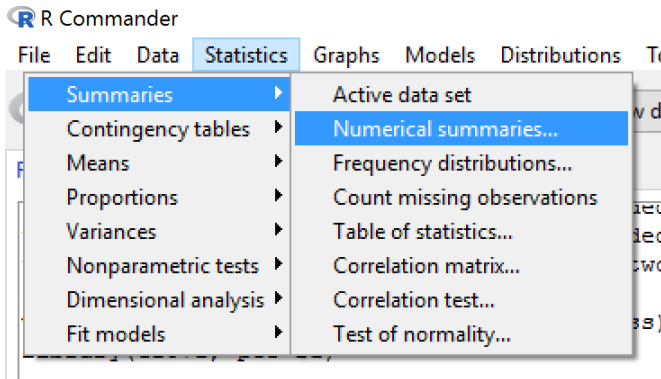 R R Commander
File Edit Data Statistics Graphs Models Distributions
Summaries
Contingency tables
Means
Proportions
Variances
Nonparametric tests
Dimensional analysis
Fit models
Active data set
Numerical summaries...
Frequency distributions...
Count missing observations
Table of statistics...
Correlation matrix...
Correlation test...
Test of normality...